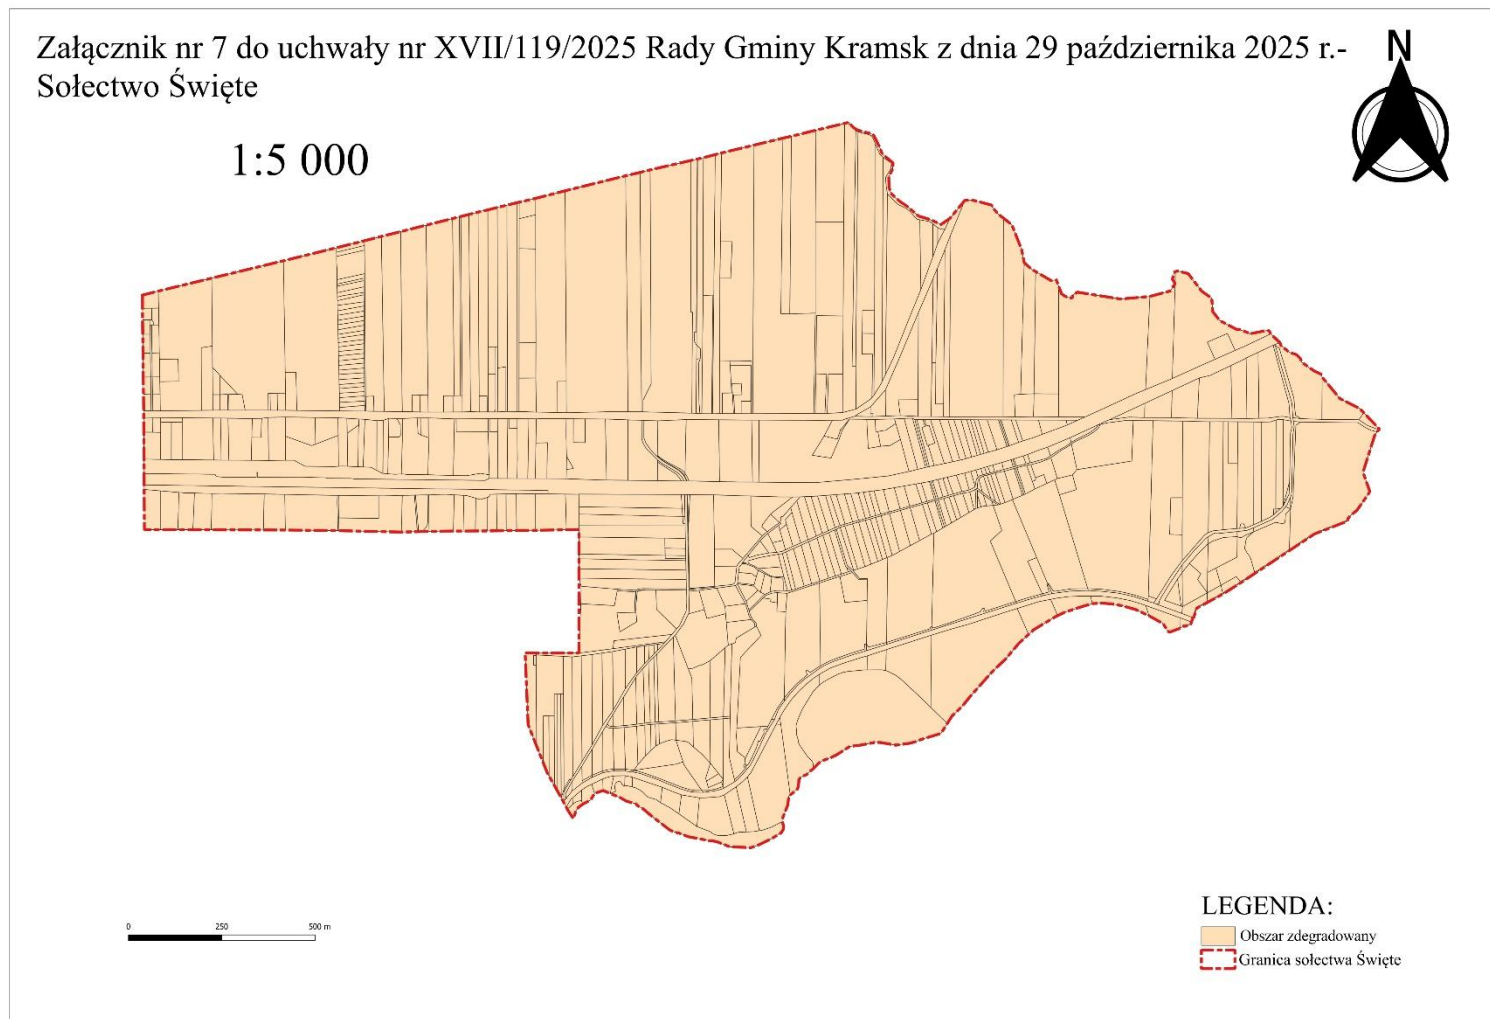 Załącznik nr 7 do uchwały nr XVII/119/2025 Rady Gminy Kramsk z dnia 29 października 2025 r.-
Sołectwo Święte
N
1:5 000
0 250 500 m
LEGENDA:
Obszar zdegradowany
Granica sołectwa Święte